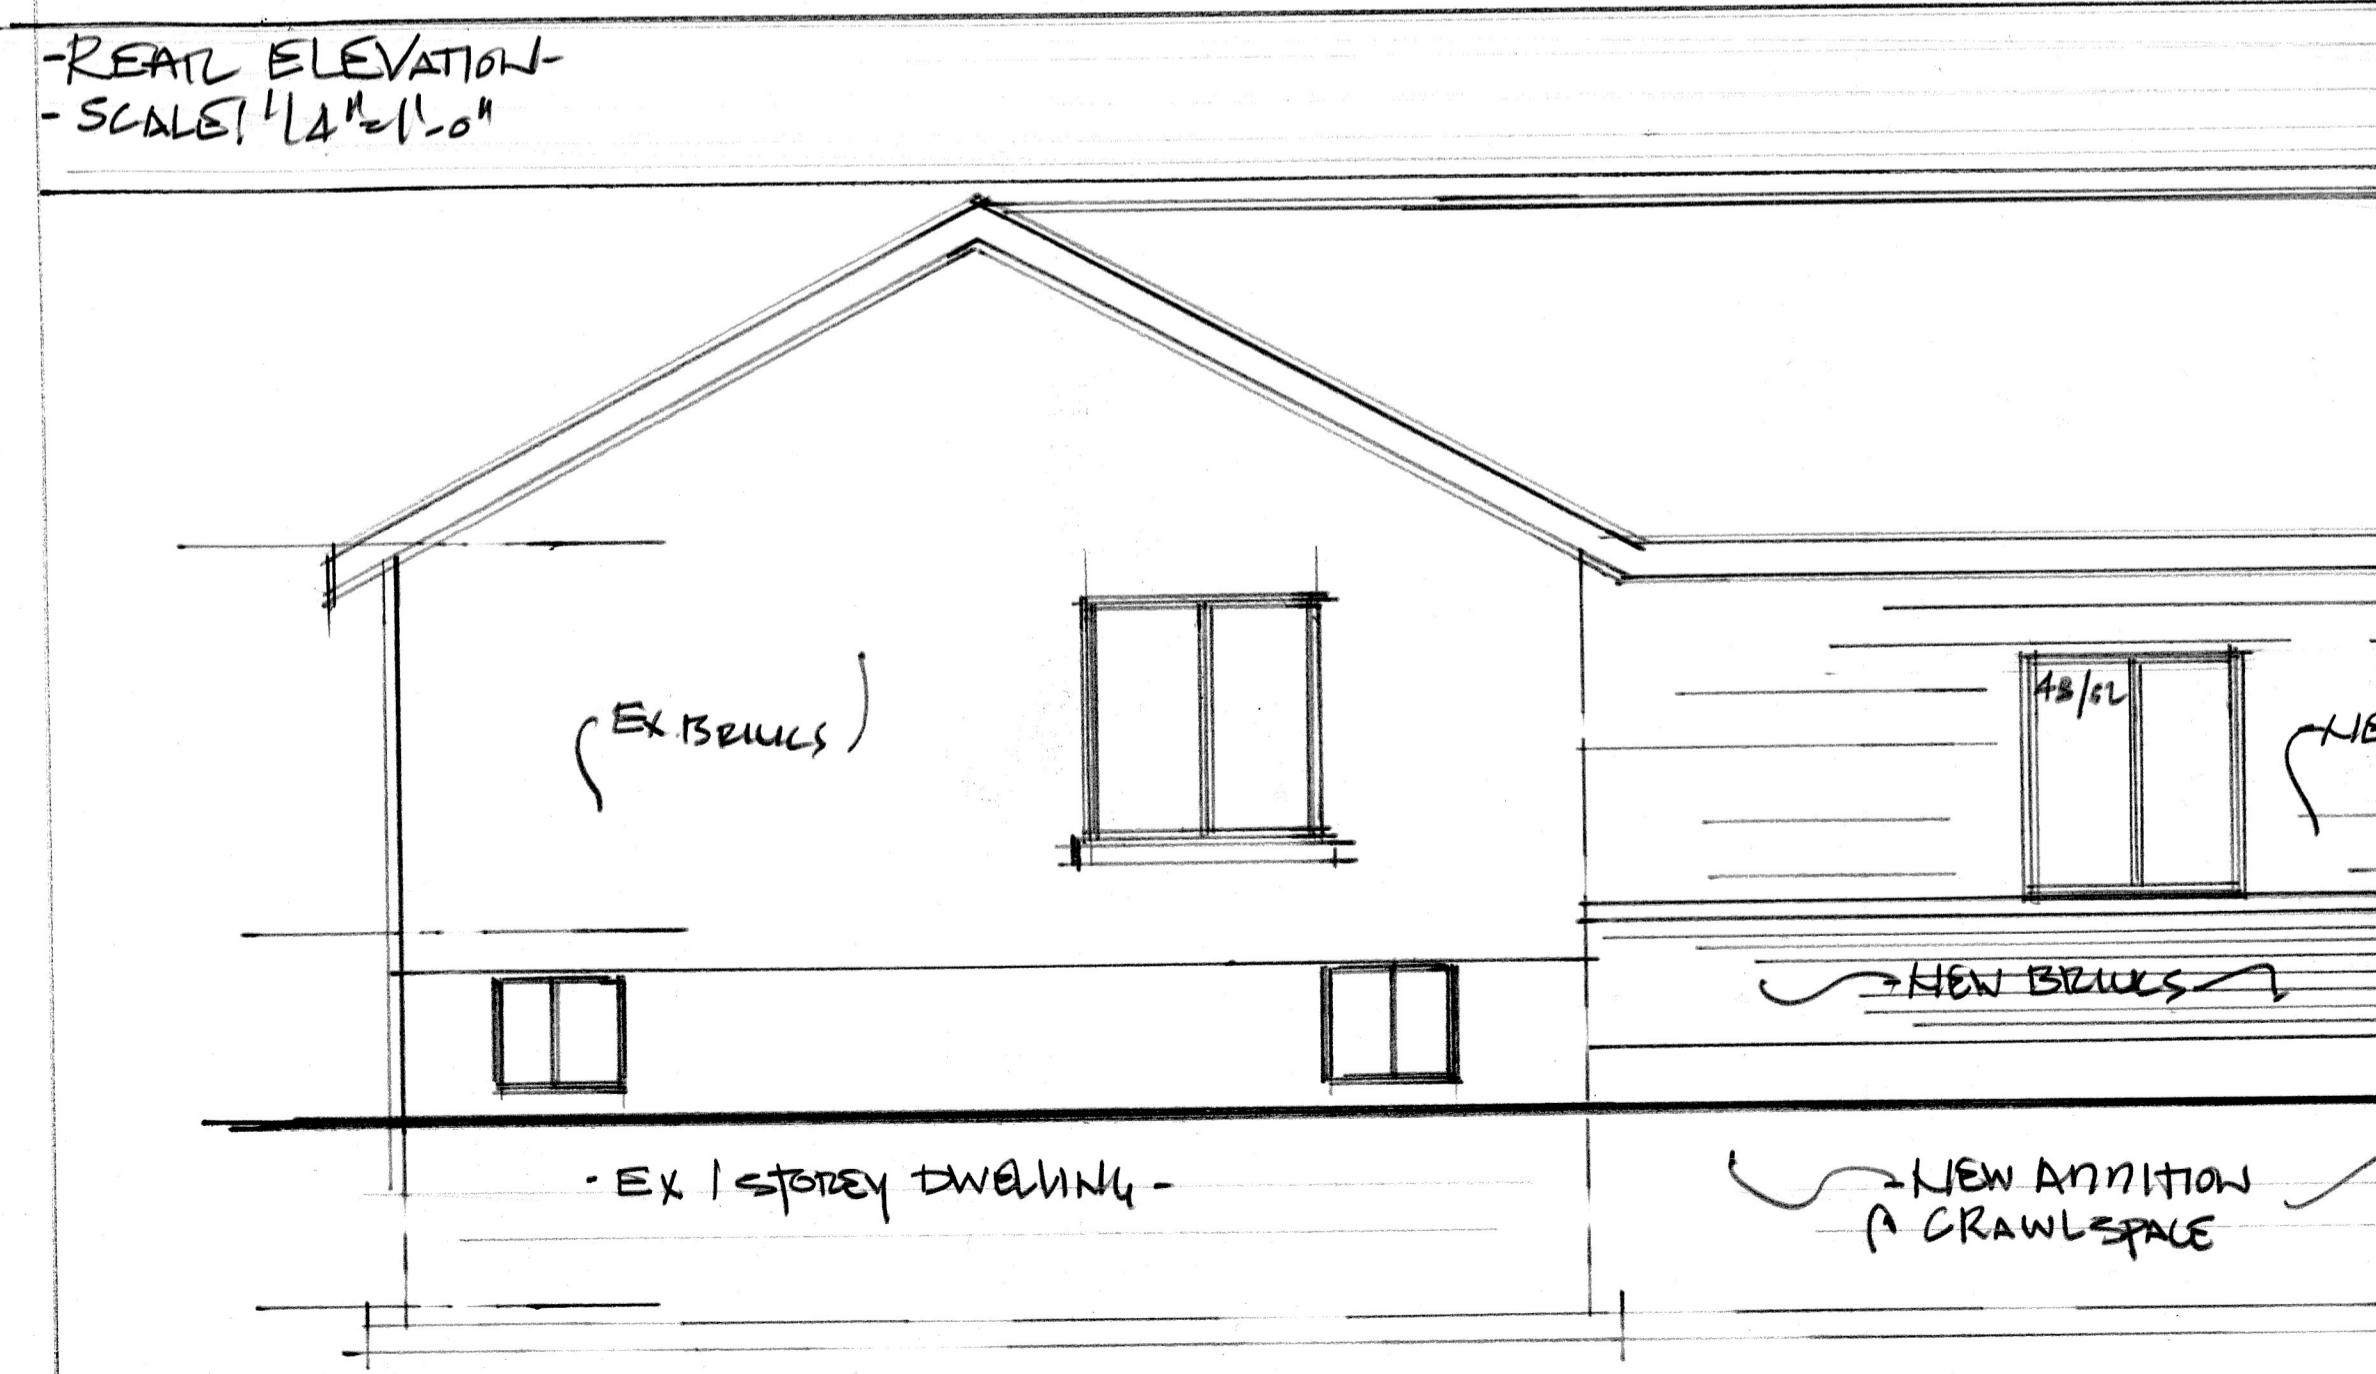 -REAR ELEVATION-
- SCALE: 1/4"=1'-0"
EX. BRICKS
48/52
-NEW BRICKS
- EX 1 STOREY DWELLING -
-NEW ADDITION
CRAWLSPACE